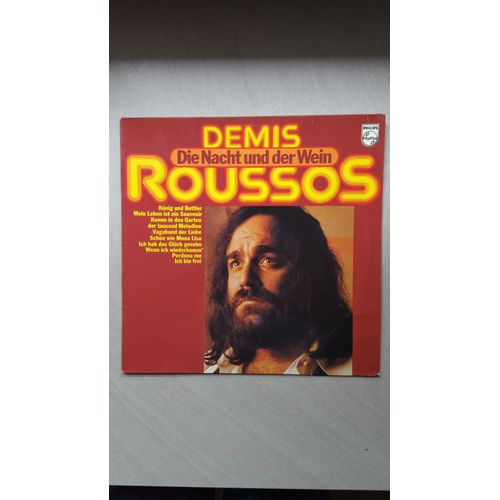 DEMIS
Die Nacht und der Wein
ROUSSOS
PHILIPS
König und Bettler
Mein Leben ist ein Souvenir
Komm in den Garten
der tausend Melodien
Vagabund der Liebe
Schön wie Mona Lisa
Ich hab das Glück gesehn
Wenn ich wiederkomm'
Perdona me
Ich bin frei